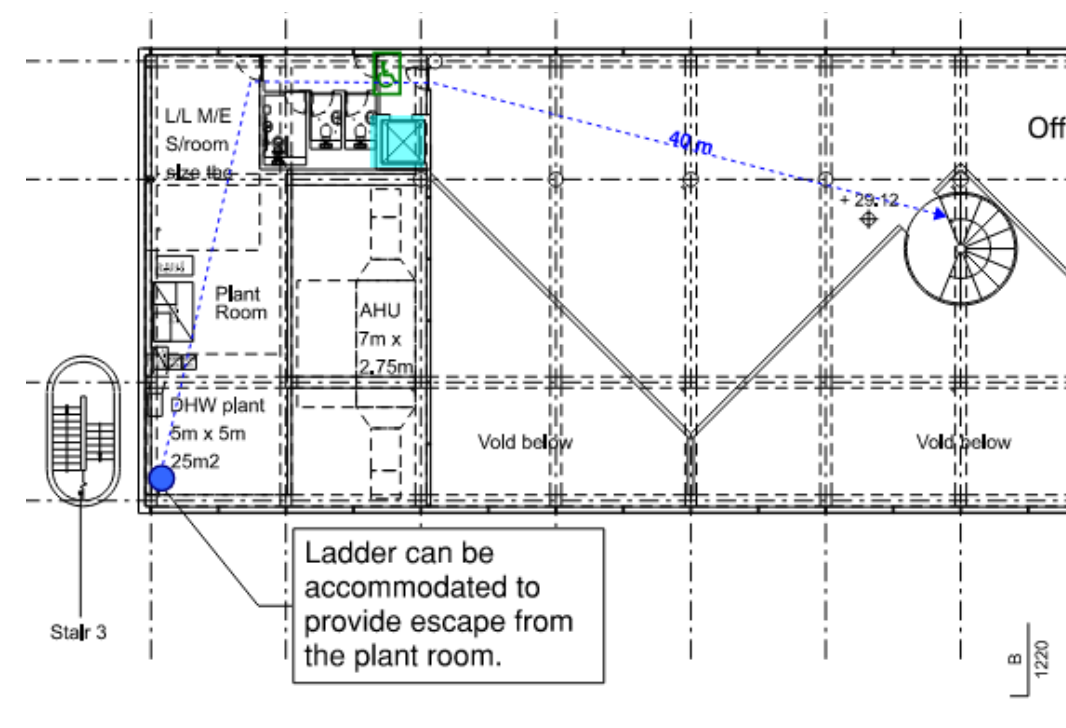 L/L M/E
S/room
size tbc
Off
40 m
+ 29.12
Plant
Room
AHU
7m x
2.75m
DHW plant
5m x 5m
25m2
Void below
Void below
Stair 3
Ladder can be
accommodated to
provide escape from
the plant room.
B
1220